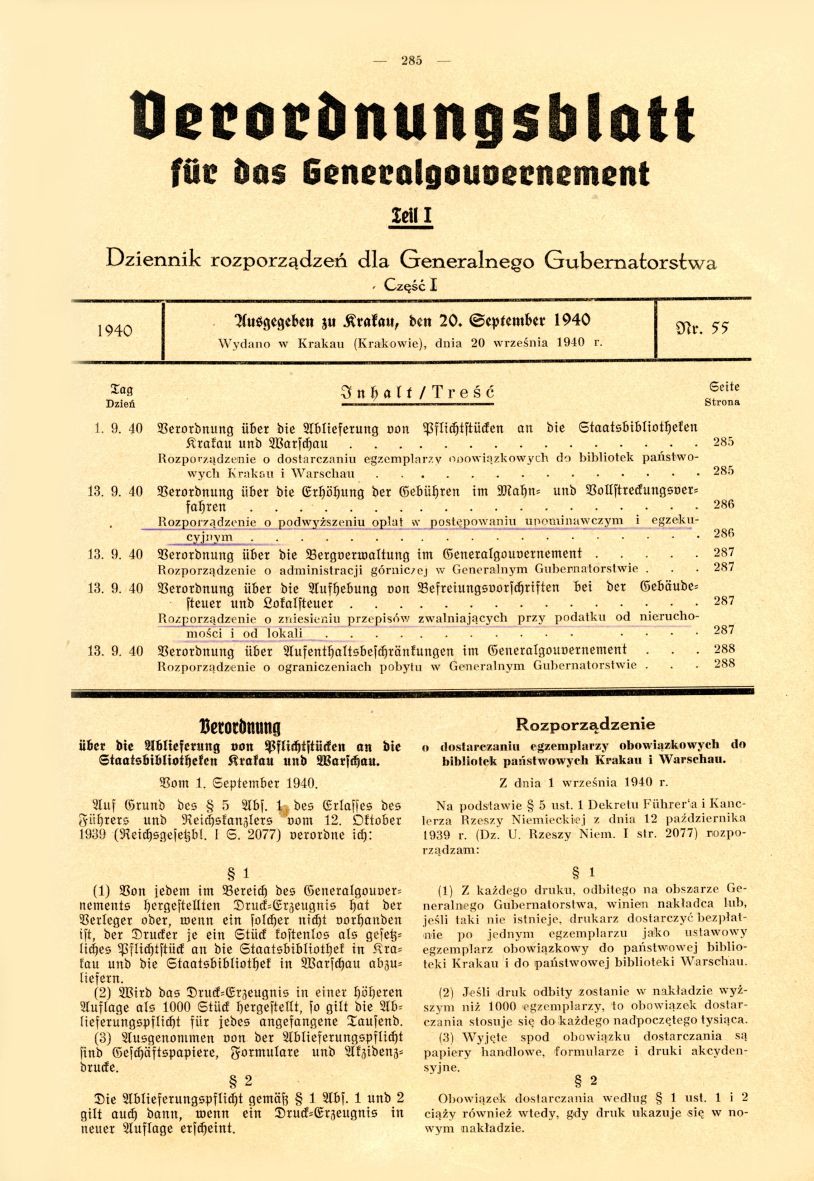 — 285 —
Verordnungsblatt
für das Generalgouvernement
Teil I
Dziennik rozporządzeń dla Generalnego Gubernatorstwa
Część I
1940
Ausgegeben zu Krakau, den 20. September 1940
Wydano w Krakau (Krakowie), dnia 20 września 1940 r.
Nr. 55
Tag
Dzień
Inhalt / Treść
Seite
Strona
1. 9. 40 Verordnung über die Ablieferung von Pflichtstücken an die Staatsbibliotheken
Krakau und Warschau . . . . . . . . . . . . . . . 285
Rozporządzenie o dostarczaniu egzemplarzy obowiązkowych do bibliotek państwo-
wych Krakau i Warschau . . . . . . . . . . . . . . 285
13. 9. 40 Verordnung über die Erhöhung der Gebühren im Mahn- und Vollstreckungsver-
fahren . . . . . . . . . . . . . . . . . . . 286
Rozporządzenie o podwyższeniu opłat w postępowaniu upominawczym i egzeku-
cyjnym . . . . . . . . . . . . . . . . . . 286
13. 9. 40 Verordnung über die Bergverwaltung im Generalgouvernement . . . . . 287
Rozporządzenie o administracji górniczej w Generalnym Gubernatorstwie . . . 287
13. 9. 40 Verordnung über die Aufhebung von Befreiungsvorschriften bei der Gebäude-
steuer und Lokalsteuer . . . . . . . . . . . . . . . 287
Rozporządzenie o zniesieniu przepisów zwalniających przy podatku od nierucho-
mości i od lokali . . . . . . . . . . . . . . . . 287
13. 9. 40 Verordnung über Aufenthaltsbeschränkungen im Generalgouvernement . . . 288
Rozporządzenie o ograniczeniach pobytu w Generalnym Gubernatorstwie . . . 288
Verordnung
über die Ablieferung von Pflichtstücken an die
Staatsbibliotheken Krakau und Warschau.
Vom 1. September 1940.
Auf Grund des § 5 Abs. 1 des Erlasses des
Führers und Reichskanzlers vom 12. Oktober
1939 (Reichsgesetzbl. I S. 2077) verordne ich:
§ 1
(1) Von jedem im Bereich des Generalgouver-
nements hergestellten Druck-Erzeugnis hat der
Verleger oder, wenn ein solcher nicht vorhanden
ist, der Drucker je ein Stück kostenlos als gesetz-
liches Pflichtstück an die Staatsbibliothek in Kra-
kau und die Staatsbibliothek in Warschau abzu-
liefern.
(2) Wird das Druck-Erzeugnis in einer höheren
Auflage als 1000 Stück hergestellt, so gilt die Ab-
lieferungspflicht für jedes angefangene Tausend.
(3) Ausgenommen von der Ablieferungspflicht
sind Geschäftspapiere, Formulare und Akzidenz-
drucke.
§ 2
Die Ablieferungspflicht gemäß § 1 Abs. 1 und 2
gilt auch dann, wenn ein Druck-Erzeugnis in
neuer Auflage erscheint.
Rozporządzenie
o dostarczaniu egzemplarzy obowiązkowych do
bibliotek państwowych Krakau i Warschau.
Z dnia 1 września 1940 r.
Na podstawie § 5 ust. 1 Dekretu Führer'a i Kanc-
lerza Rzeszy Niemieckiej z dnia 12 października
1939 r. (Dz. U. Rzeszy Niem. I str. 2077) rozpo-
rządzam:
§ 1
(1) Z każdego druku, odbitego na obszarze Ge-
neralnego Gubernatorstwa, winien nakładca lub,
jeśli taki nie istnieje, drukarz dostarczyć bezpłat-
nie po jednym egzemplarzu jako ustawowy
egzemplarz obowiązkowy do państwowej biblio-
teki Krakau i do państwowej biblioteki Warschau.
(2) Jeśli druk odbity zostanie w nakładzie wyż-
szym niż 1000 egzemplarzy, to obowiązek dostar-
czania stosuje się do każdego nadpoczętego tysiąca.
(3) Wyjęte spod obowiązku dostarczania są
papiery handlowe, formularze i druki akcyden-
syjne.
§ 2
Obowiązek dostarczania według § 1 ust. 1 i 2
ciąży również wtedy, gdy druk ukazuje się w no-
wym nakładzie.